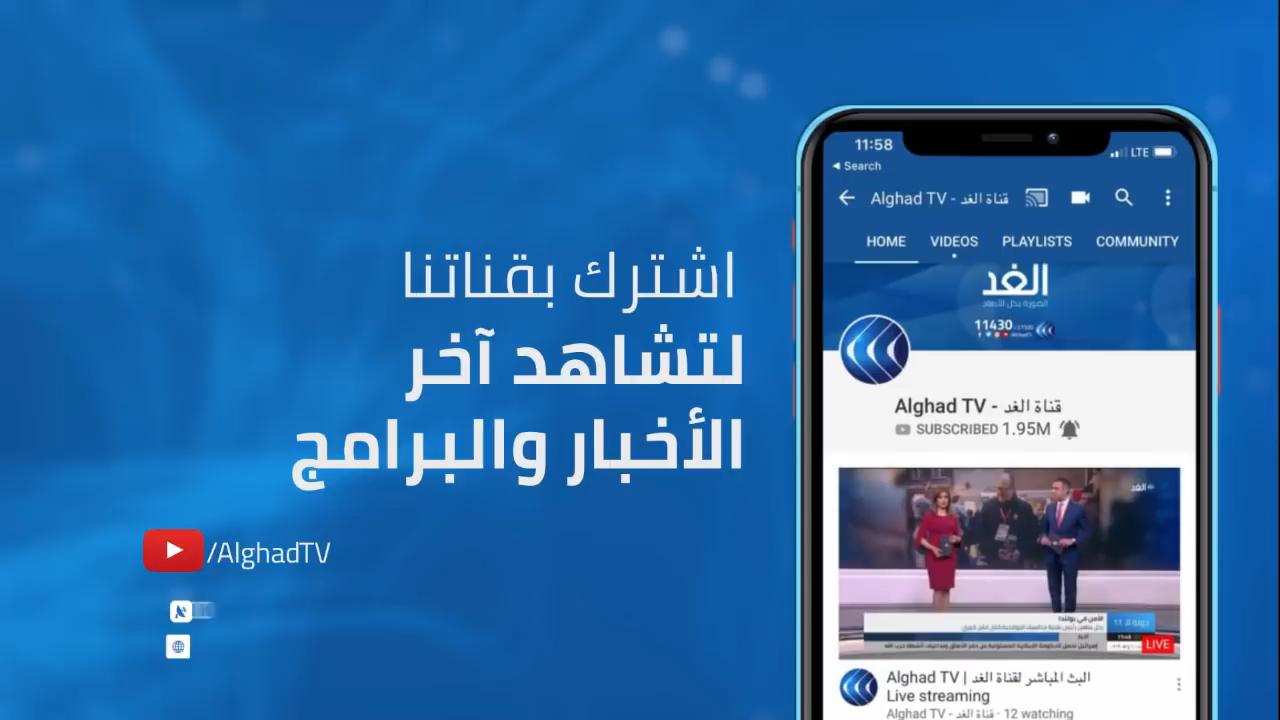 اشترك بقناتنا
لتشاهد آخر
الأخبار والبرامج
/AlghadTV
11:58
LTE
Search
Alghad TV - قناة الغد
HOME VIDEOS PLAYLISTS COMMUNITY
الغد
11430
Alghad TV - قناة الغد
SUBSCRIBED 1.95M
الغد
LIVE
Alghad TV | البث المباشر لقناة الغد
Live streaming
Alghad TV - قناة الغد · 12 watching